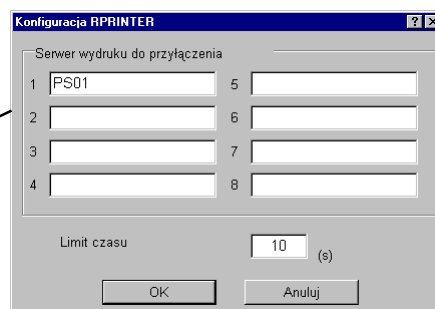 Konfiguracja RPRINTER
Serwer wydruku do przyłączenia
1 PS01 5
2 6
3 7
4 8
Limit czasu 10 (s)
OK Anuluj